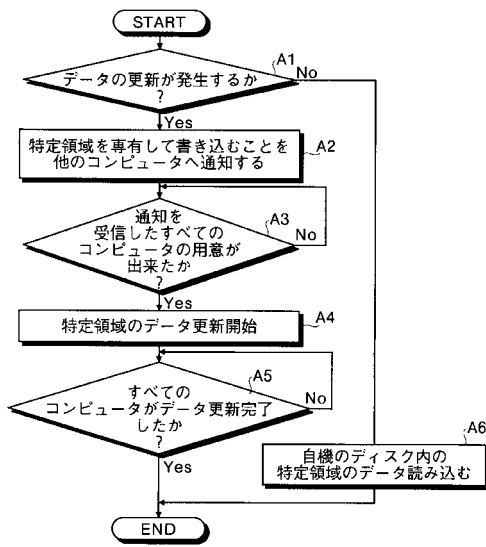 START
A1
データの更新が発生するか
?
No
Yes
特定領域を専有して書き込むことを
他のコンピュータへ通知する
A2
通知を
受信したすべての
コンピュータの用意が
出来たか
?
A3
No
Yes
特定領域のデータ更新開始
A4
A5
すべての
コンピュータがデータ更新完了
したか
?
No
Yes
A6
自機のディスク内の
特定領域のデータ読み込む
END